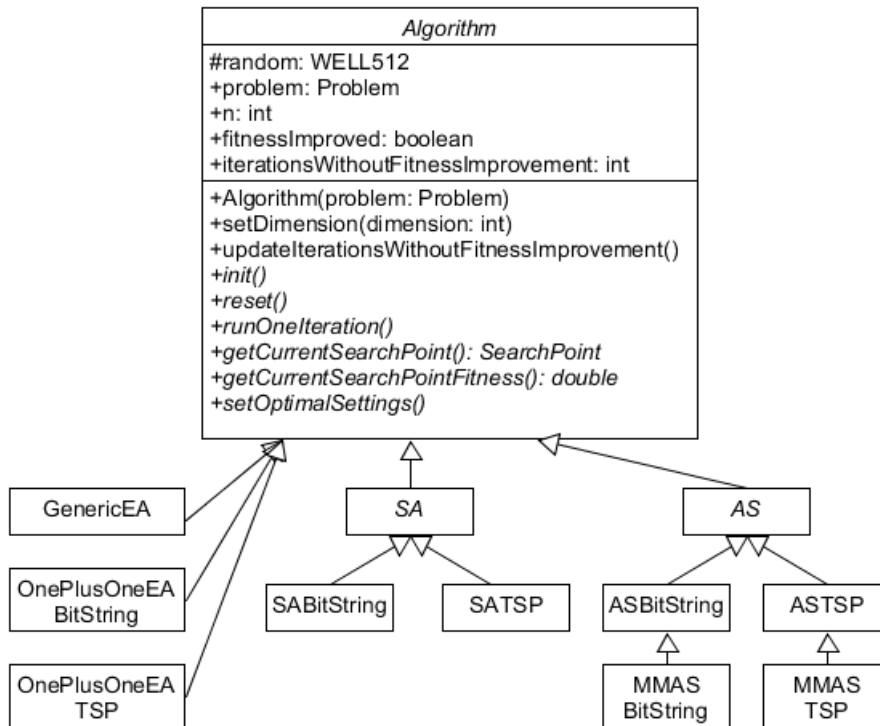 Algorithm
#random: WELL512
+problem: Problem
+n: int
+fitnessImproved: boolean
+iterationsWithoutFitnessImprovement: int
+Algorithm(problem: Problem)
+setDimension(dimension: int)
+updateIterationsWithoutFitnessImprovement()
+init()
+reset()
+runOneIteration()
+getCurrentSearchPoint(): SearchPoint
+getCurrentSearchPointFitness(): double
+setOptimalSettings()
GenericEA
SA
AS
OnePlusOneEA
BitString
SABitString
SATSP
ASBitString
ASTSP
OnePlusOneEA
TSP
MMAS
BitString
MMAS
TSP